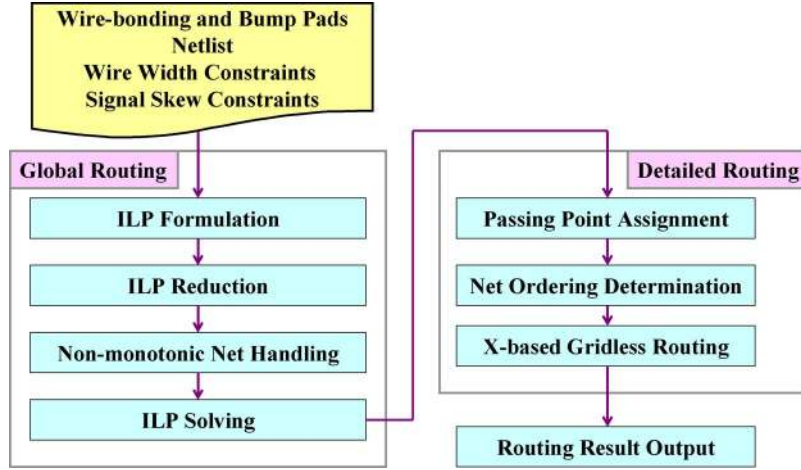 Wire-bonding and Bump Pads
Netlist
Wire Width Constraints
Signal Skew Constraints
Global Routing
ILP Formulation
ILP Reduction
Non-monotonic Net Handling
ILP Solving
Detailed Routing
Passing Point Assignment
Net Ordering Determination
X-based Gridless Routing
Routing Result Output